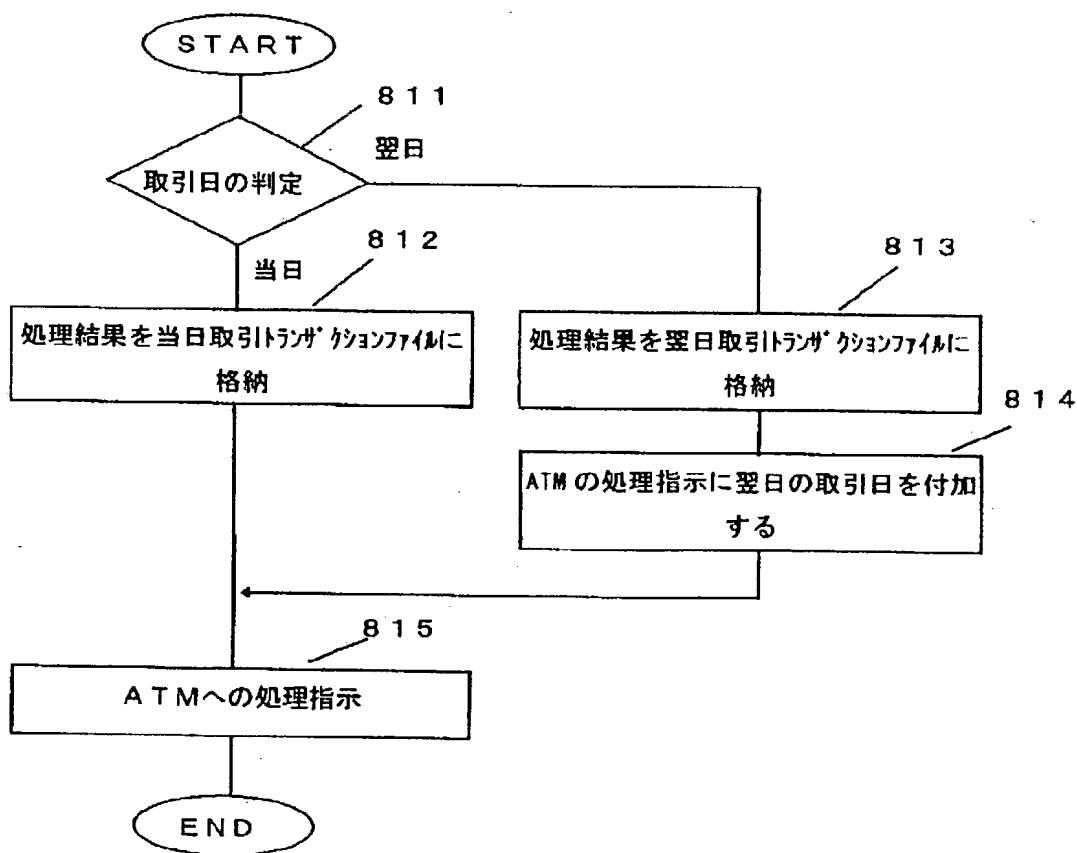 START
811
翌日
取引日の判定
812
当日
813
処理結果を当日取引ﾄﾗﾝｻﾞｸｼｮﾝﾌｧｲﾙに
格納
処理結果を翌日取引ﾄﾗﾝｻﾞｸｼｮﾝﾌｧｲﾙに
格納
814
ATMの処理指示に翌日の取引日を付加
する
815
ATMへの処理指示
END